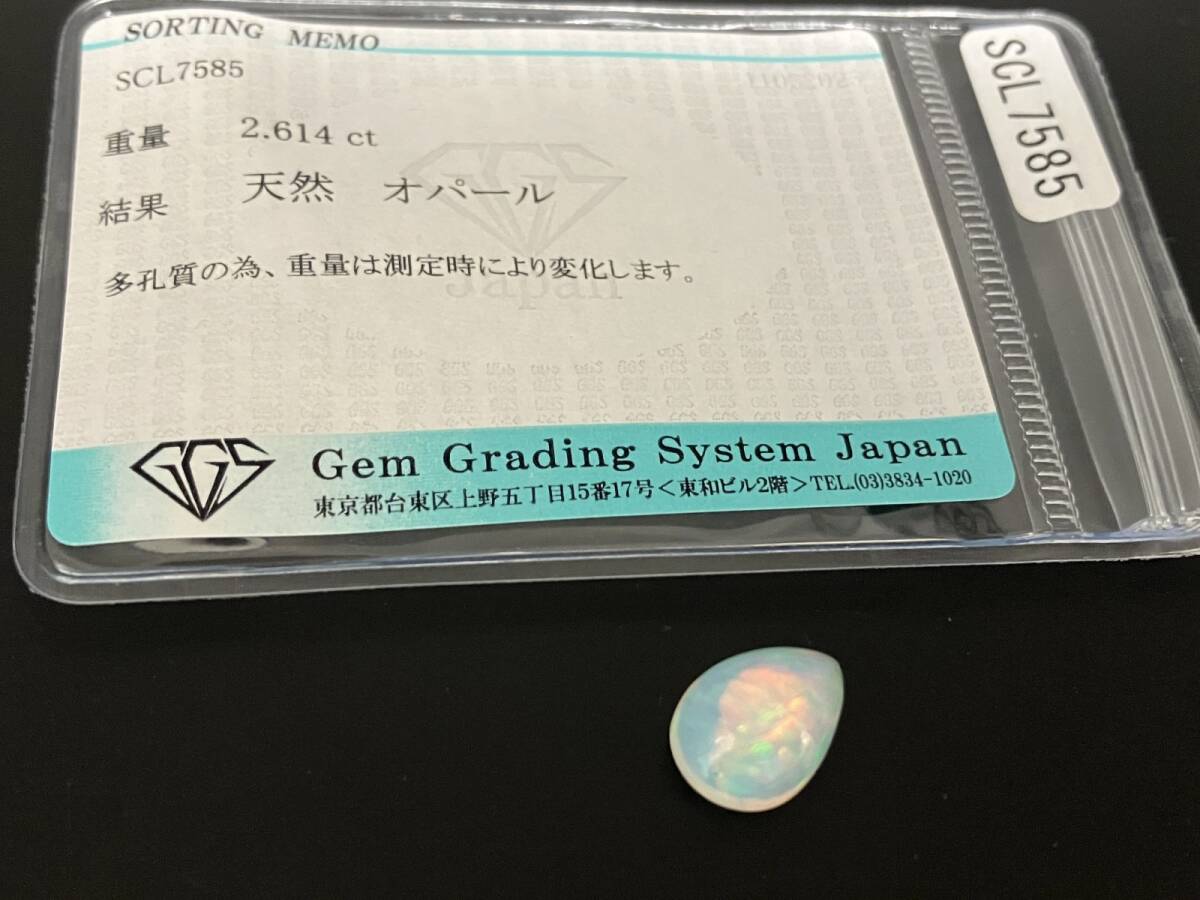 SORTING MEMO
SCL7585
重量 2.614 ct
結果 天然 オパール
多孔質の為、重量は測定時により変化します。
Japan
GGS
Gem Grading System Japan
東京都台東区上野五丁目15番17号<東和ビル2階>TEL.(03)3834-1020
SCL7585